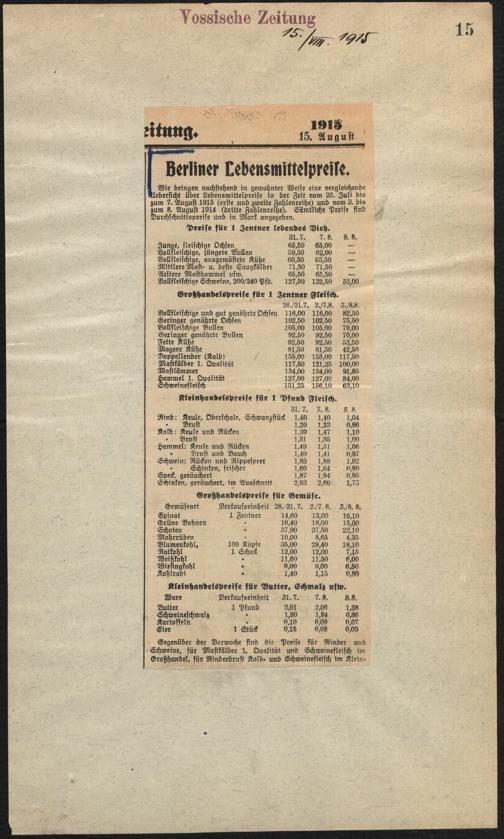 Vossische Zeitung
15./VIII. 1915
15
eitung.
1915
15. August
Berliner Lebensmittelpreise.
Wir bringen nachstehend in gewohnter Weise eine vergleichende
Uebersicht über Lebensmittelpreise in der Zeit vom 26. Juli bis
zum 7. August 1915 (erste und zweite Zahlenreihe) und vom 3. bis
zum 8. August 1914 (dritte Zahlenreihe). Sämtliche Preise sind
Durchschnittspreise und in Mark angegeben.
Preise für 1 Zentner lebendes Vieh.
31. 7. 7. 8. 8. 8.
Junge, fleischige Ochsen 65,50 65,00 —
Vollfleischige, jüngere Bullen 59,50 62,00 —
Vollfleischige, ausgemästete Kühe 60,50 63,50 —
Mittlere Mast- u. beste Saugkälber 71,50 71,50 —
Aeltere Masthammel usw. 65,50 65,50 —
Vollfleischige Schweine, 200/240 Pfd. 127,50 132,50 53,00
Großhandelspreise für 1 Zentner Fleisch.
26./31.7. 2./7.8. 3./8.8.
Vollfleischige und gut genährte Ochsen 116,00 116,00 82,50
Geringer genährte Ochsen 102,50 102,50 75,50
Vollfleischige Bullen 105,00 105,00 79,00
Geringer genährte Bullen 92,50 92,50 70,00
Fette Kühe 92,50 92,50 53,50
Magere Kühe 81,50 81,50 42,50
Doppellender (Kalb) 155,00 155,00 117,50
Mastkälber 1. Qualität 117,50 121,25 100,00
Mastlämmer 134,00 134,00 91,85
Hammel 1. Qualität 127,00 127,00 84,00
Schweinefleisch 151,25 156,10 63,10
Kleinhandelspreise für 1 Pfund Fleisch.
31. 7. 7. 8. 8. 8.
Rind: Keule, Oberschale, Schwanzstück 1,40 1,40 1,04
" Brust 1,20 1,23 0,86
Kalb: Keule und Rücken 1,39 1,47 1,10
" Brust 1,31 1,35 1,00
Hammel: Keule und Rücken 1,49 1,51 1,06
" Brust und Bauch 1,40 1,41 0,97
Schwein: Rücken und Rippespeer 1,83 1,88 1,02
" Schinken, frischer 1,60 1,64 0,89
Speck, geräuchert 1,87 1,94 0,95
Schinken, geräuchert, im Ausschnitt 2,63 2,66 1,73
Großhandelspreise für Gemüse.
Gemüseart Verkaufseinheit 26.-31.7. 2./7.8. 3./8.8.
Spinat 1 Zentner 14,60 13,00 16,10
Grüne Bohnen " 16,40 18,00 15,00
Schoten " 37,90 37,50 22,10
Mohrrüben " 10,00 8,65 4,35
Blumenkohl, 100 Köpfe 35,00 29,40 18,10
Rotkohl 1 Schock 12,00 12,00 7,15
Weißkohl " 11,60 11,50 6,00
Wirsingkohl " 9,00 9,00 6,50
Kohlrabi " 1,40 1,15 0,80
Kleinhandelspreise für Butter, Schmalz usw.
Ware Verkaufseinheit 31. 7. 7. 8. 8. 8.
Butter 1 Pfund 2,01 2,06 1,38
Schweineschmalz " 1,80 1,94 0,86
Kartoffeln " 0,10 0,09 0,07
Eier 1 Stück 0,15 0,08 0,09
Gegenüber der Vorwoche sind die Preise für Rinder und
Schweine, für Mastkälber 1. Qualität und Schweinefleisch im
Großhandel, für Rinderbrust Kalb- und Schweinefleisch im Klein-